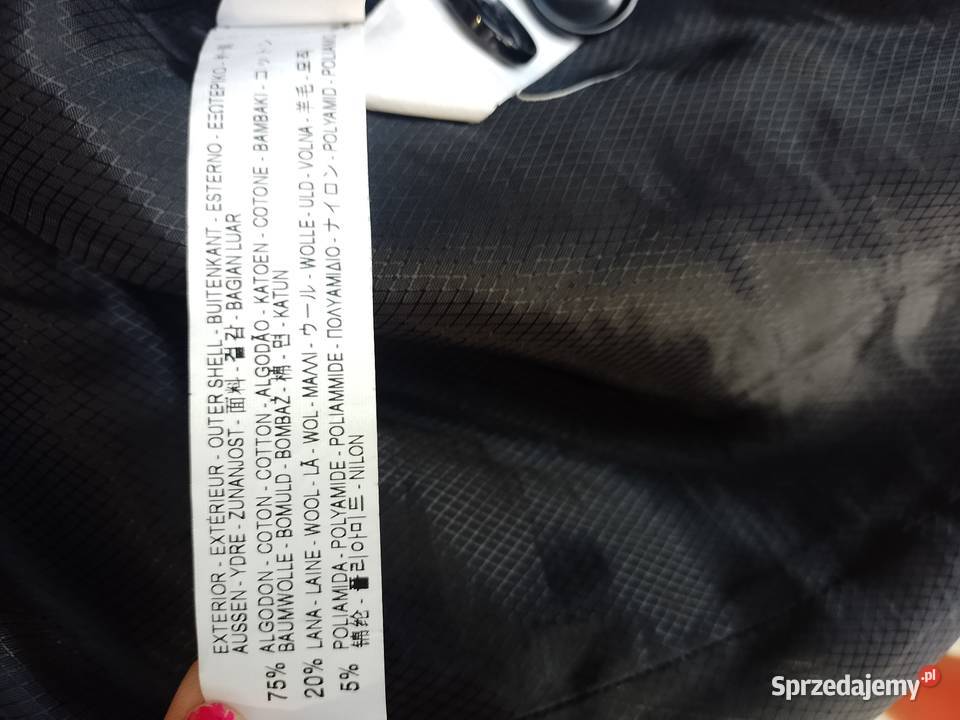 EXTERIOR - EXTÉRIEUR - OUTER SHELL - BUITENKANT - ESTERNO - ΕΞΩΤΕΡΙΚΟ -
AUSSEN - YDRE - ZUNANJOST - 面料 - 겉감 - BAGIAN LUAR
75% ALGODON - COTON - COTTON - ALGODÃO - KATOEN - COTONE - BAMBAKI - コットン
BAUMWOLLE - BOMULD - BOMBAŽ - 棉 - 면 - KATUN
20% LANA - LAINE - WOOL - LÃ - WOL - ΜΑΛΛΙ - ウール - WOLLE - ULD - VOLNA - 羊毛 - 모직
5% POLIAMIDA - POLYAMIDE - POLIAMMIDE - ΠΟΛΥΑΜΙΔΙΟ - ナイロン - POLYAMID - POLIAMID
锦纶 - 폴리아미드 - NILON
Sprzedajemy.pl